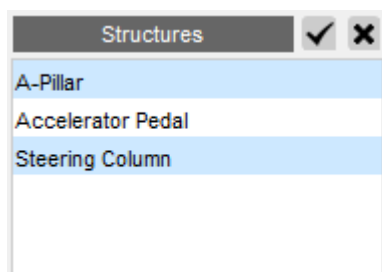 Structures
A-Pillar
Accelerator Pedal
Steering Column